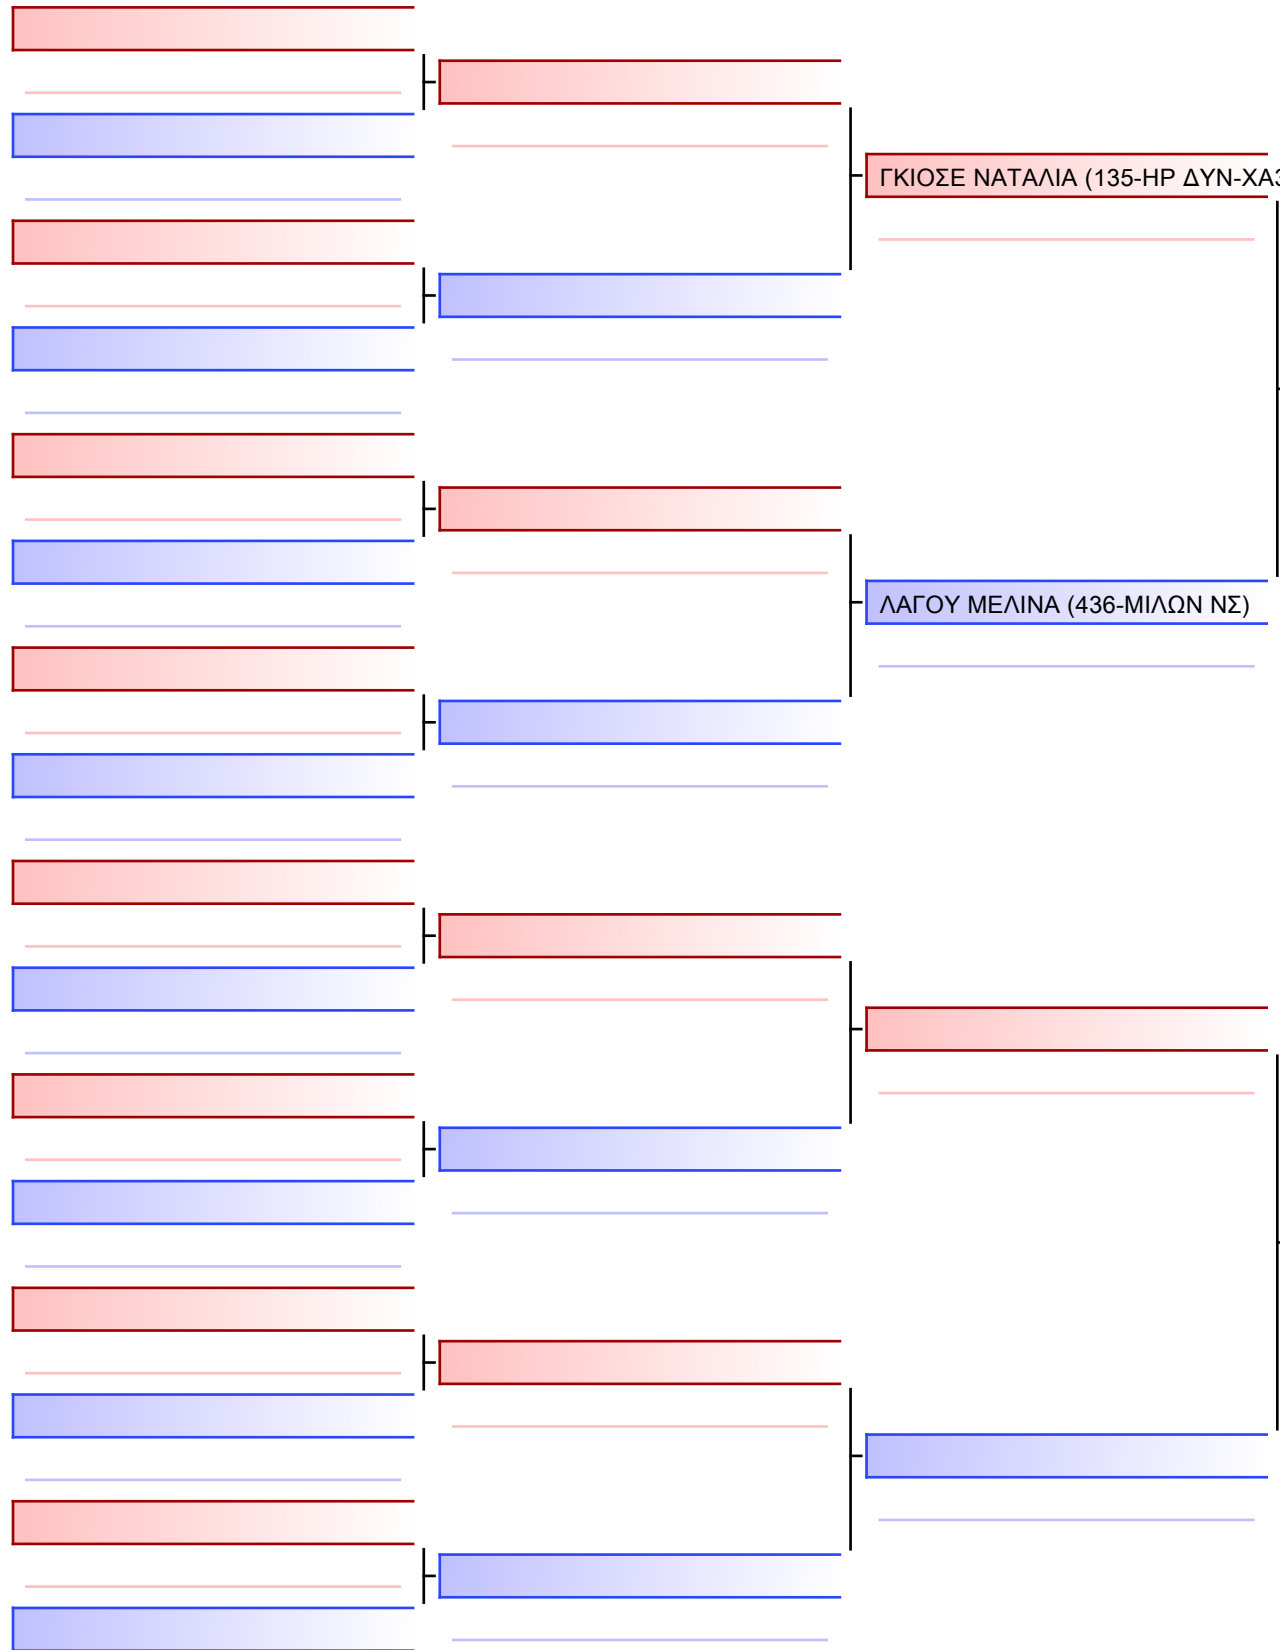 ΓΚΙΟΣΕ ΝΑΤΑΛΙΑ (135-ΗΡ ΔΥΝ-ΧΑ
ΛΑΓΟΥ ΜΕΛΙΝΑ (436-ΜΙΛΩΝ ΝΣ)